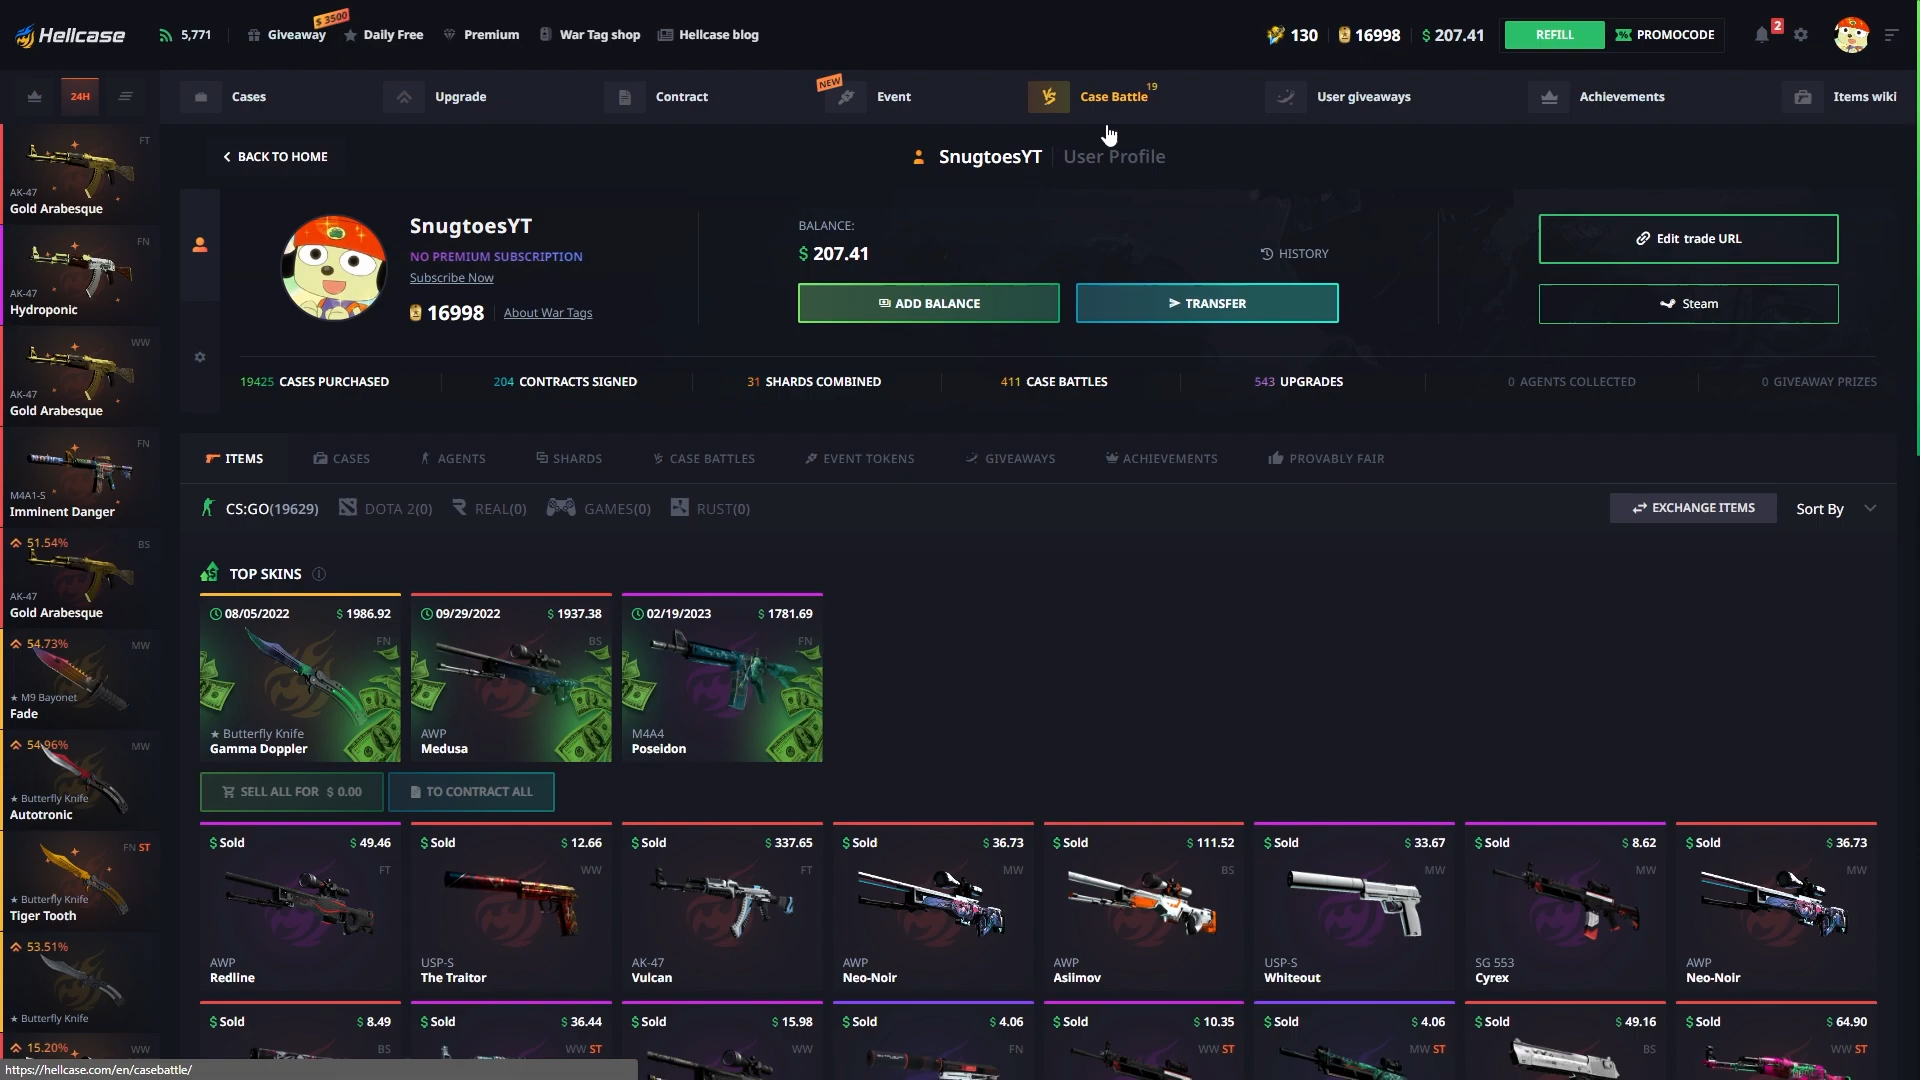 Hellcase
5,771
$ 3500
Giveaway
Daily Free
Premium
War Tag shop
Hellcase blog
130
16998
$ 207.41
REFILL
PROMOCODE
2
24H
Cases
Upgrade
Contract
NEW
Event
VS
Case Battle 19
User giveaways
Achievements
Items wiki
FT
AK-47
Gold Arabesque
FN
AK-47
Hydroponic
WW
AK-47
Gold Arabesque
FN
M4A1-S
Imminent Danger
51.54%
BS
AK-47
Gold Arabesque
54.73%
MW
★ M9 Bayonet
Fade
54.96%
MW
★ Butterfly Knife
Autotronic
FN ST
★ Butterfly Knife
Tiger Tooth
53.51%
★ Butterfly Knife
15.20%
WW
BACK TO HOME
SnugtoesYT
User Profile
SnugtoesYT
NO PREMIUM SUBSCRIPTION
Subscribe Now
16998
About War Tags
BALANCE:
$ 207.41
HISTORY
ADD BALANCE
TRANSFER
Edit trade URL
Steam
19425 CASES PURCHASED
204 CONTRACTS SIGNED
31 SHARDS COMBINED
411 CASE BATTLES
543 UPGRADES
0 AGENTS COLLECTED
0 GIVEAWAY PRIZES
ITEMS
CASES
AGENTS
SHARDS
CASE BATTLES
EVENT TOKENS
GIVEAWAYS
ACHIEVEMENTS
PROVABLY FAIR
CS:GO(19629)
DOTA 2(0)
REAL(0)
GAMES(0)
RUST(0)
EXCHANGE ITEMS
Sort By
TOP SKINS
08/05/2022
$ 1986.92
FN
★ Butterfly Knife
Gamma Doppler
09/29/2022
$ 1937.38
BS
AWP
Medusa
02/19/2023
$ 1781.69
FN
M4A4
Poseidon
SELL ALL FOR $ 0.00
TO CONTRACT ALL
$ Sold
$ 49.46
FT
AWP
Redline
$ Sold
$ 12.66
WW
USP-S
The Traitor
$ Sold
$ 337.65
FT
AK-47
Vulcan
$ Sold
$ 36.73
MW
AWP
Neo-Noir
$ Sold
$ 111.52
BS
AWP
Asiimov
$ Sold
$ 33.67
MW
USP-S
Whiteout
$ Sold
$ 8.62
MW
SG 553
Cyrex
$ Sold
$ 36.73
MW
AWP
Neo-Noir
$ Sold
$ 8.49
BS
$ Sold
$ 36.44
WW ST
$ Sold
$ 15.98
WW
$ Sold
$ 4.06
FN
$ Sold
$ 10.35
WW ST
$ Sold
$ 4.06
MW ST
$ Sold
$ 49.16
BS
$ Sold
$ 64.90
WW ST
https://hellcase.com/en/casebattle/